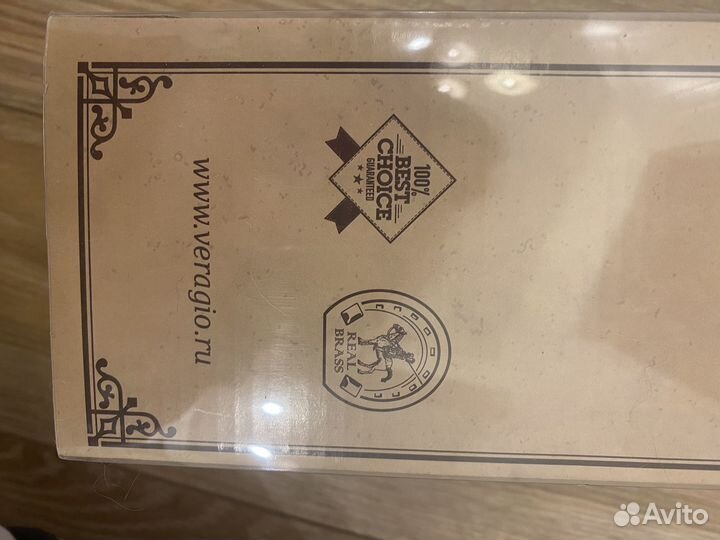 100%
BEST
CHOICE
GUARANTEED
REAL
BRASS
www.veragio.ru
Avito